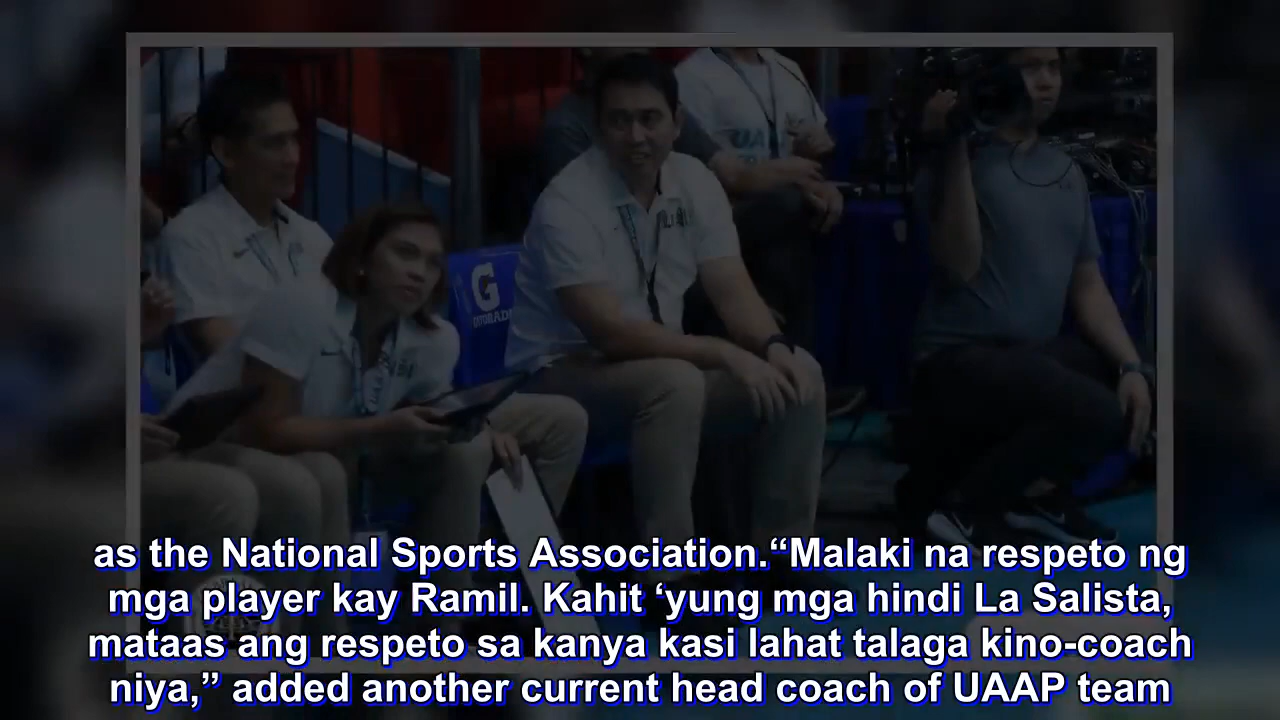 UA
G
as the National Sports Association.“Malaki na respeto ng
mga player kay Ramil. Kahit ‘yung mga hindi La Salista,
mataas ang respeto sa kanya kasi lahat talaga kino-coach
niya,” added another current head coach of UAAP team